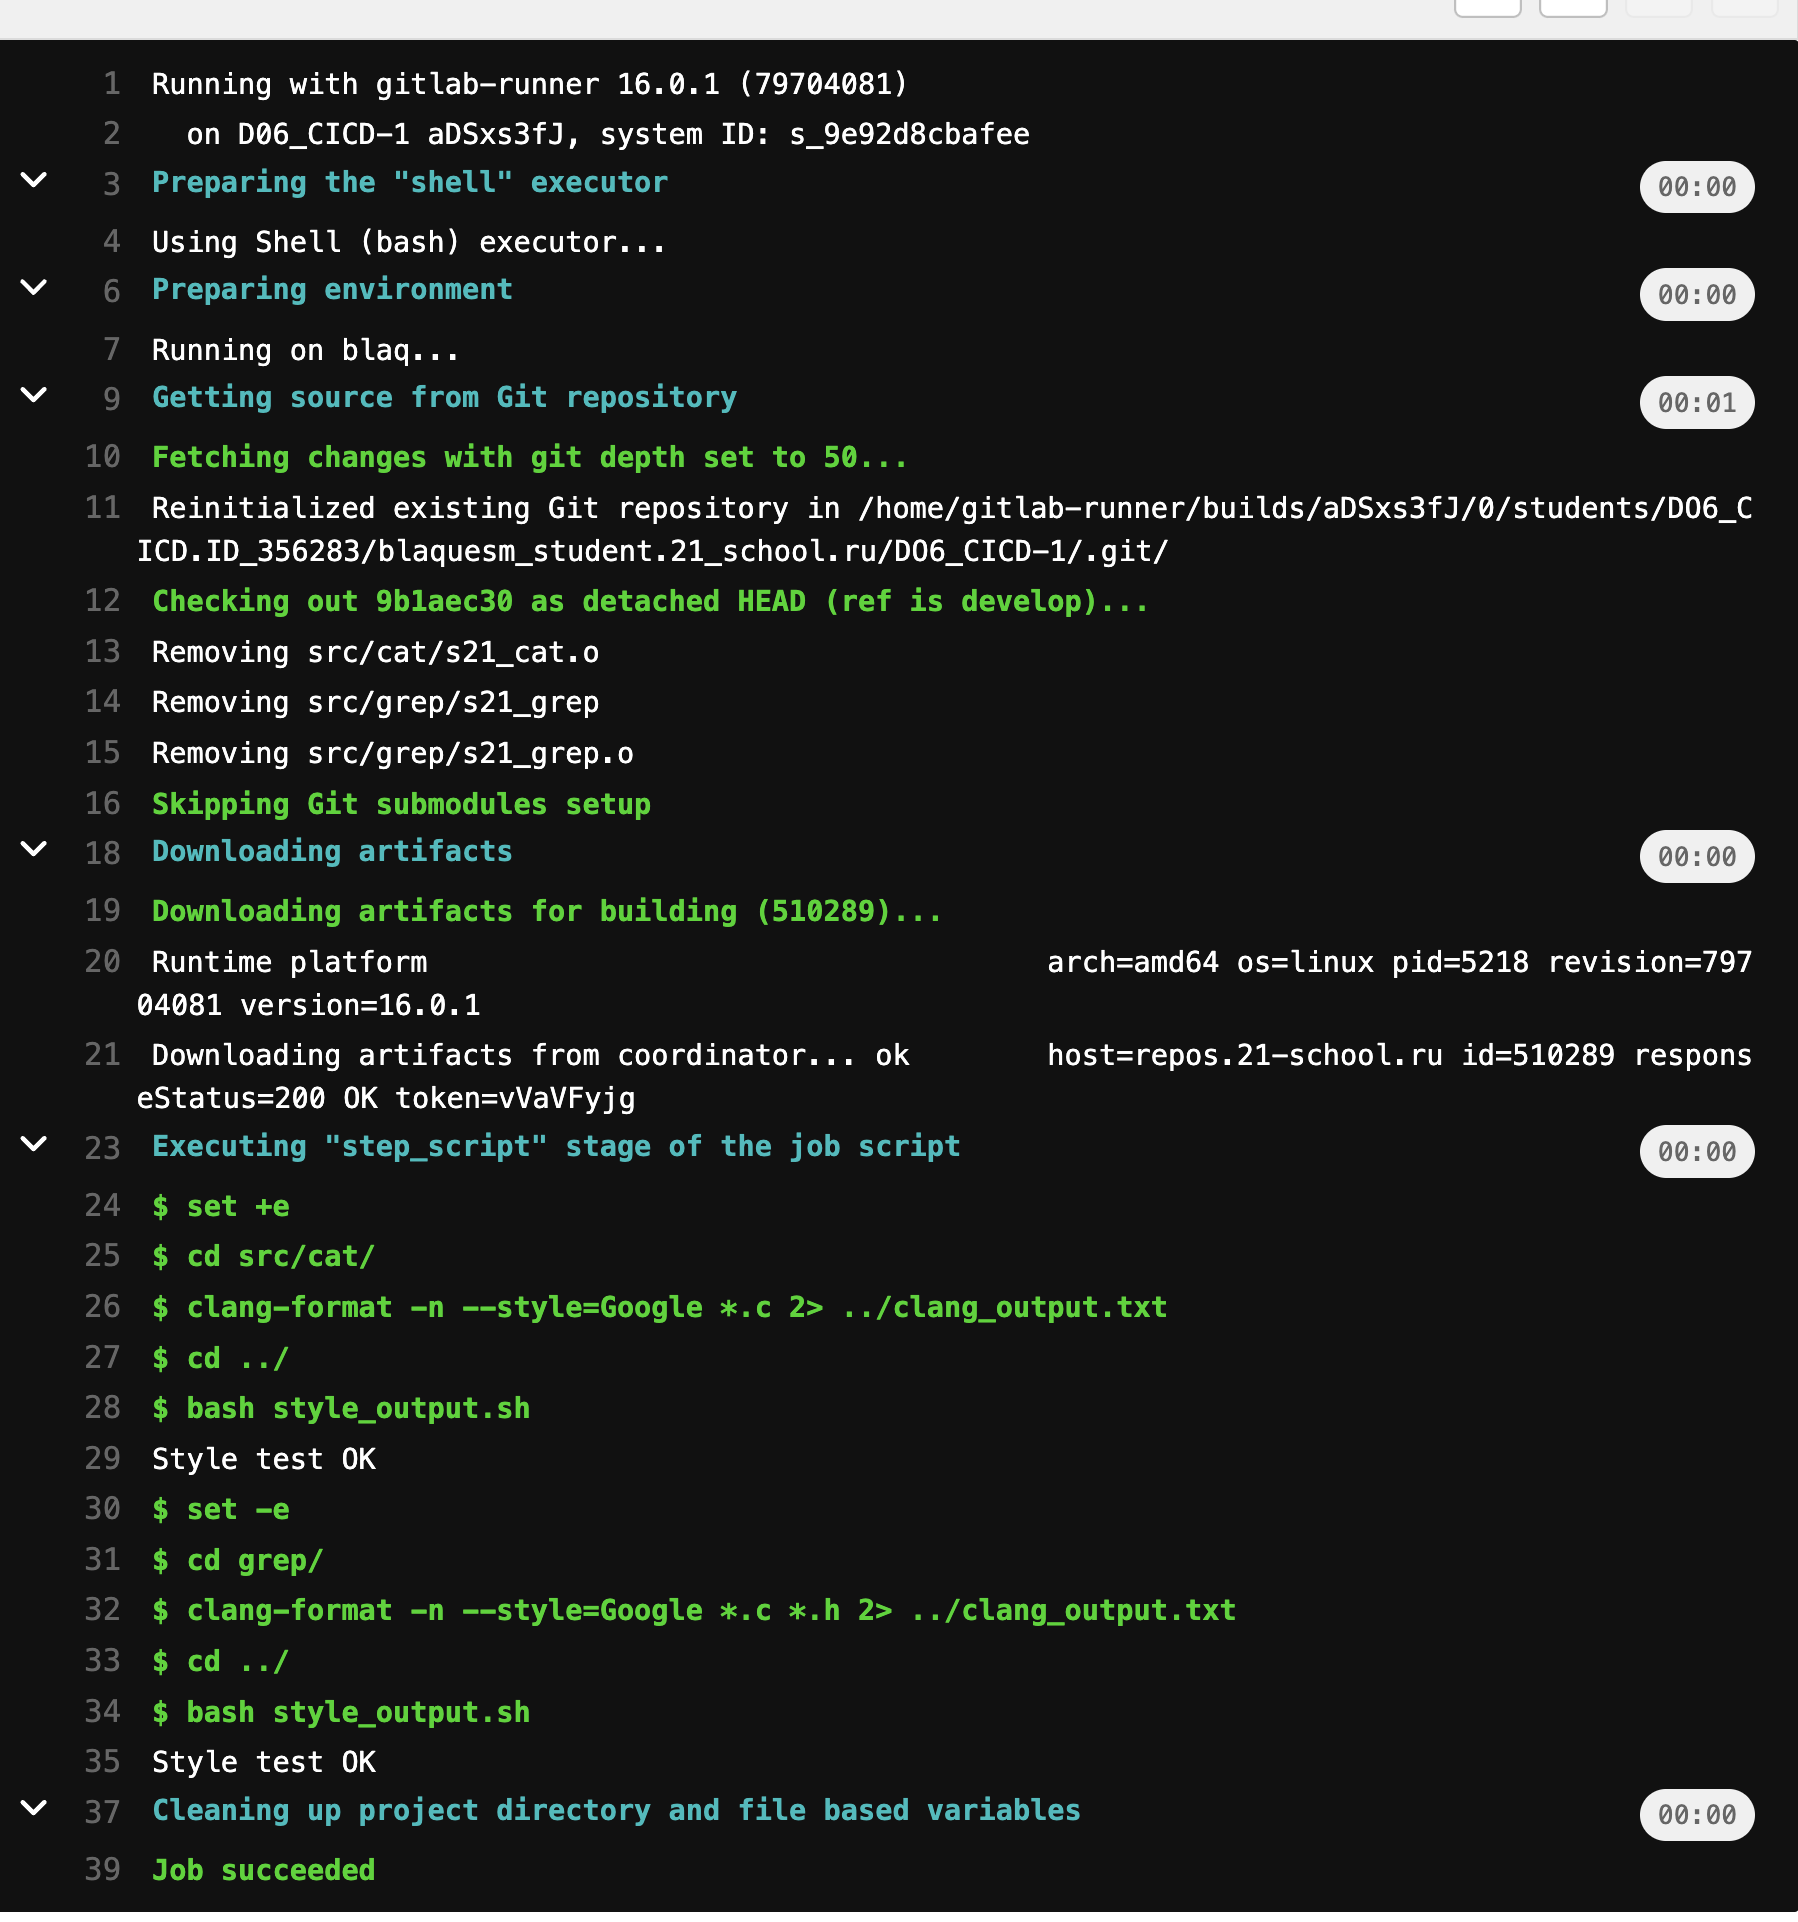 1 Running with gitlab-runner 16.0.1 (79704081)
2 on D06_CICD-1 aDSxs3fJ, system ID: s_9e92d8cbafee
3 Preparing the "shell" executor 00:00
4 Using Shell (bash) executor...
6 Preparing environment 00:00
7 Running on blaq...
9 Getting source from Git repository 00:01
10 Fetching changes with git depth set to 50...
11 Reinitialized existing Git repository in /home/gitlab-runner/builds/aDSxs3fJ/0/students/DO6_C
ICD.ID_356283/blaquesm_student.21_school.ru/DO6_CICD-1/.git/
12 Checking out 9b1aec30 as detached HEAD (ref is develop)...
13 Removing src/cat/s21_cat.o
14 Removing src/grep/s21_grep
15 Removing src/grep/s21_grep.o
16 Skipping Git submodules setup
18 Downloading artifacts 00:00
19 Downloading artifacts for building (510289)...
20 Runtime platform arch=amd64 os=linux pid=5218 revision=797
04081 version=16.0.1
21 Downloading artifacts from coordinator... ok host=repos.21-school.ru id=510289 respons
eStatus=200 OK token=vVaVFyjg
23 Executing "step_script" stage of the job script 00:00
24 $ set +e
25 $ cd src/cat/
26 $ clang-format -n --style=Google *.c 2> ../clang_output.txt
27 $ cd ../
28 $ bash style_output.sh
29 Style test OK
30 $ set -e
31 $ cd grep/
32 $ clang-format -n --style=Google *.c *.h 2> ../clang_output.txt
33 $ cd ../
34 $ bash style_output.sh
35 Style test OK
37 Cleaning up project directory and file based variables 00:00
39 Job succeeded